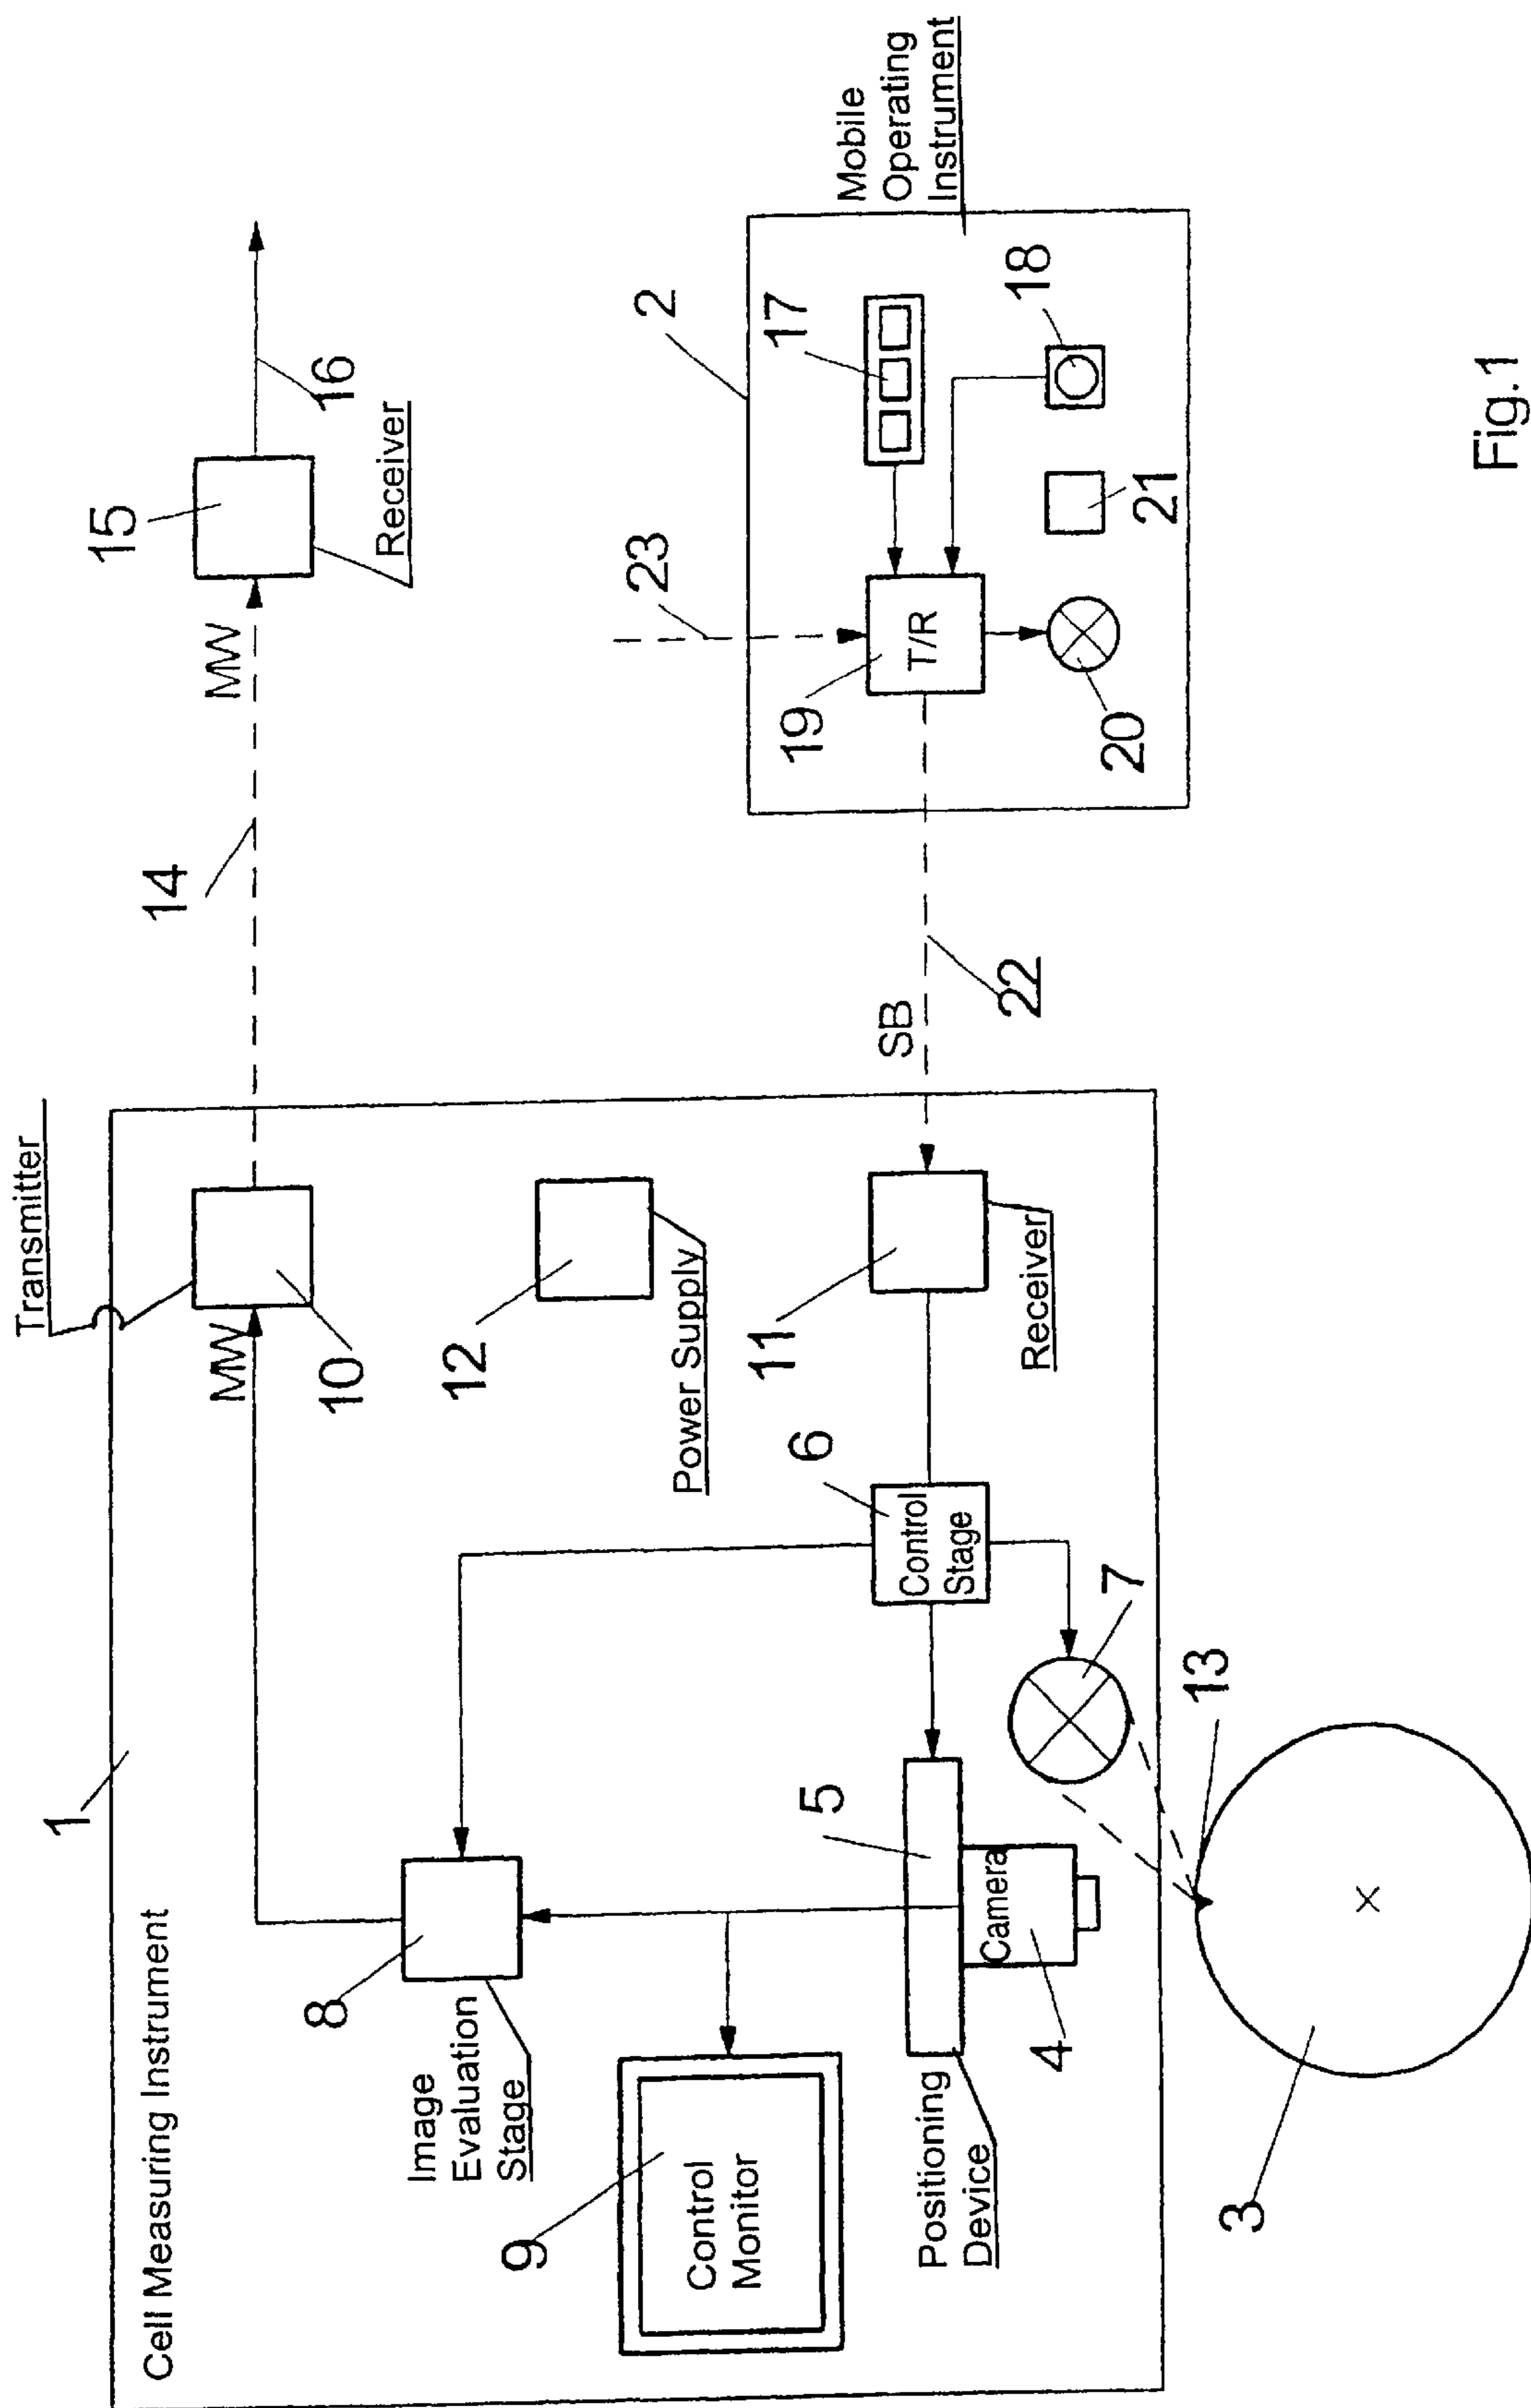 Cell Measuring Instrument
1
Transmitter
MW
10
14
MW
15
Receiver
16
8
Image
Evaluation
Stage
12
Power Supply
9
Control
Monitor
Positioning
Device
5
Camera
4
6
Control
Stage
7
11
Receiver
SB
22
23
2
Mobile
Operating
Instrument
17
18
19
T/R
20
21
13
3
Fig.1